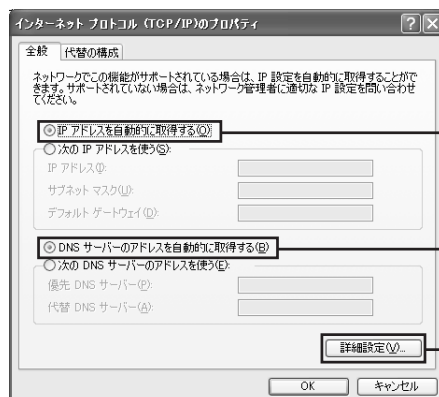 インターネット プロトコル (TCP/IP)のプロパティ
全般 代替の構成
ネットワークでこの機能がサポートされている場合は、IP 設定を自動的に取得することがで
きます。サポートされていない場合は、ネットワーク管理者に適切な IP 設定を問い合わせ
てください。
IP アドレスを自動的に取得する(O)
次の IP アドレスを使う(S):
IP アドレス(I):
サブネット マスク(U):
デフォルト ゲートウェイ(D):
DNS サーバーのアドレスを自動的に取得する(B)
次の DNS サーバーのアドレスを使う(E):
優先 DNS サーバー(P):
代替 DNS サーバー(A):
詳細設定(V)...
OK キャンセル